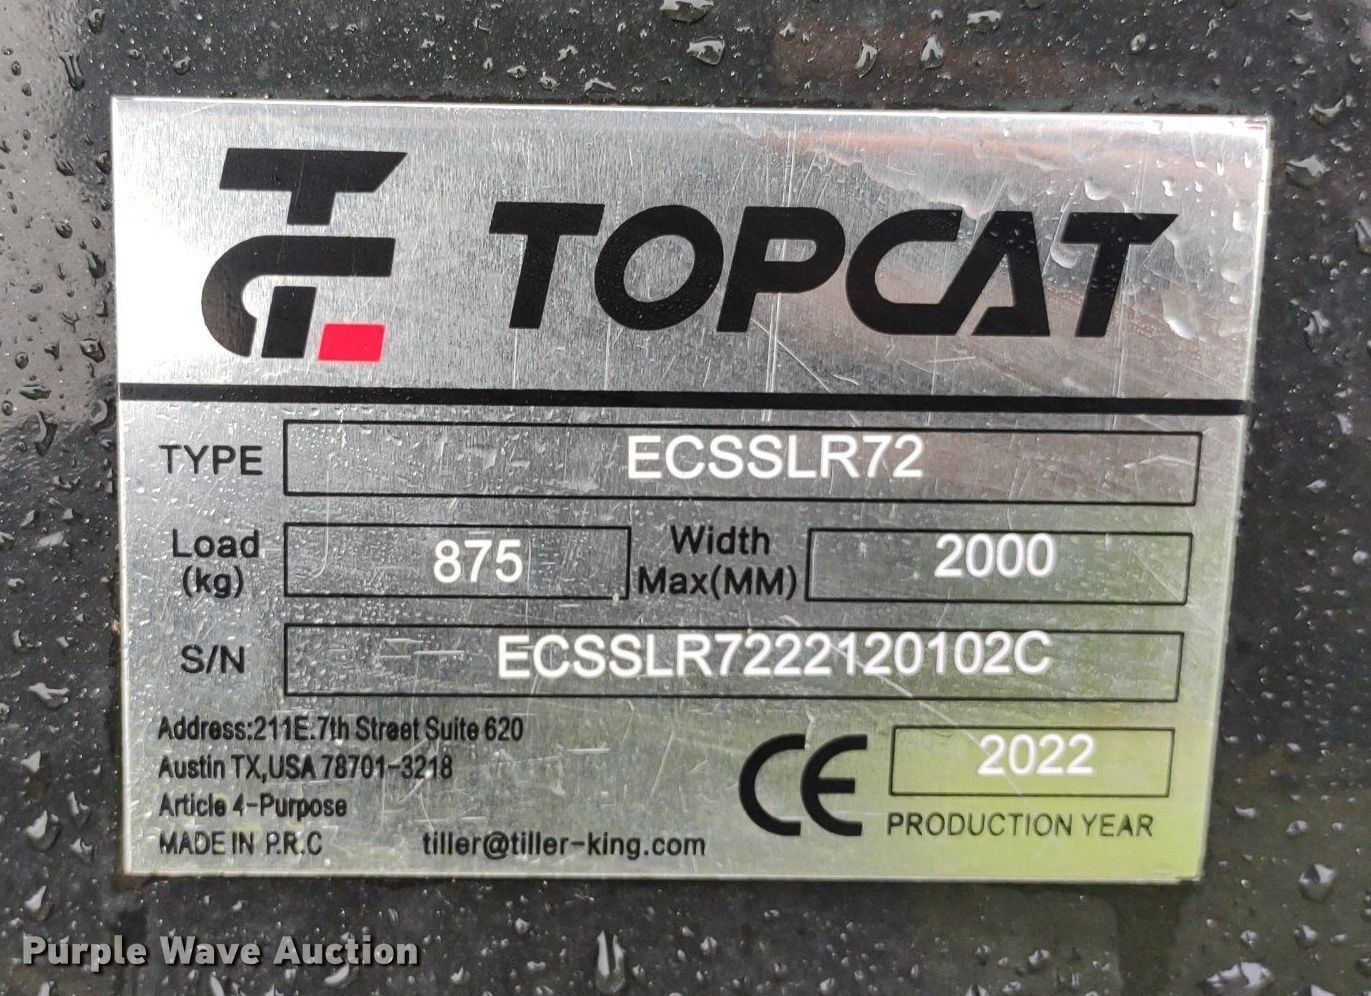 TC TOPCAT
TYPE ECSSLR72
Load (kg) 875 Width Max(MM) 2000
S/N ECSSLR7222120102C
Address:211E.7th Street Suite 620
Austin TX,USA 78701-3218
Article 4-Purpose
MADE IN P.R.C tiller@tiller-king.com
CE 2022
PRODUCTION YEAR
Purple Wave Auction